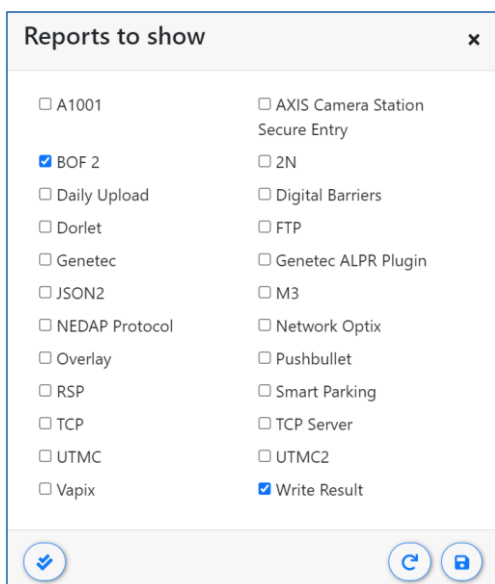 Reports to show
A1001
AXIS Camera Station
Secure Entry
BOF 2
2N
Daily Upload
Digital Barriers
Dorlet
FTP
Genetec
Genetec ALPR Plugin
JSON2
M3
NEDAP Protocol
Network Optix
Overlay
Pushbullet
RSP
Smart Parking
TCP
TCP Server
UTMC
UTMC2
Vapix
Write Result